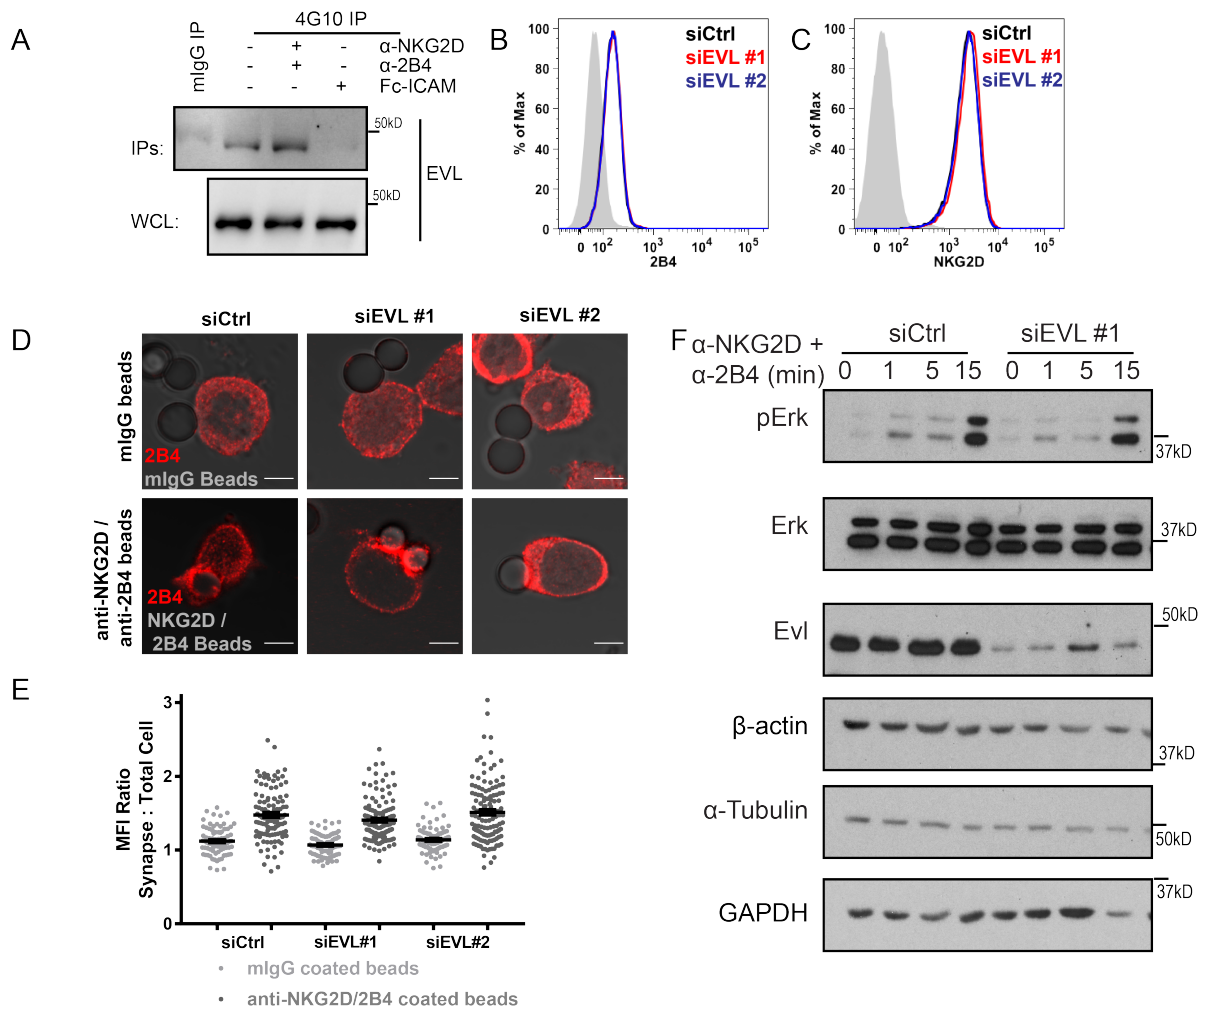 A
mIgG IP
4G10 IP
- + - α-NKG2D
- + - α-2B4
- - + Fc-ICAM
IPs:
50kD
WCL:
50kD
EVL
B
% of Max
100
80
60
40
20
0
siCtrl
siEVL #1
siEVL #2
0 10² 10³ 10⁴ 10⁵
2B4
C
% of Max
100
80
60
40
20
0
siCtrl
siEVL #1
siEVL #2
0 10² 10³ 10⁴ 10⁵
NKG2D
D
siCtrl siEVL #1 siEVL #2
mIgG beads
2B4
mIgG Beads
anti-NKG2D /
anti-2B4 beads
2B4
NKG2D /
2B4 Beads
E
MFI Ratio
Synapse : Total Cell
3
2
1
0
siCtrl siEVL#1 siEVL#2
mIgG coated beads
anti-NKG2D/2B4 coated beads
F
siCtrl siEVL #1
α-NKG2D +
α-2B4 (min) 0 1 5 15 0 1 5 15
pErk
37kD
Erk
37kD
Evl
50kD
β-actin
37kD
α-Tubulin
50kD
GAPDH
37kD